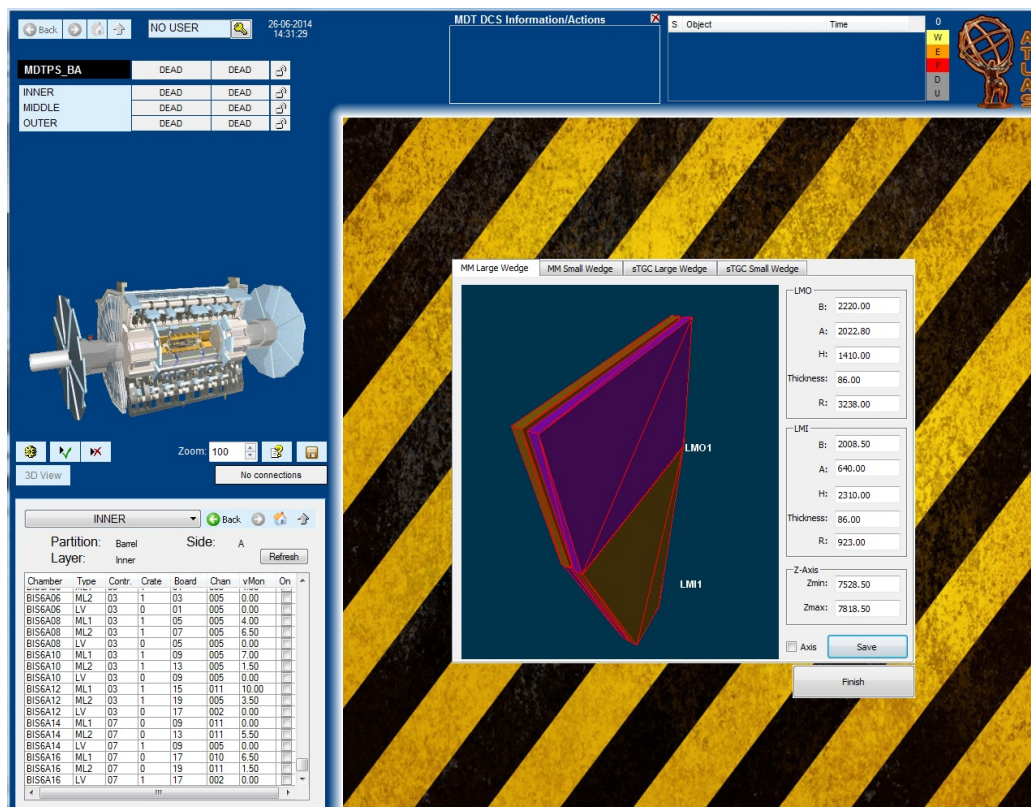 Back
NO USER
26-06-2014
14:31:29
MDT DCS Information/Actions
S Object Time
0
W
E
F
D
U
ATLAS
MDTPS_BA DEAD DEAD
INNER DEAD DEAD
MIDDLE DEAD DEAD
OUTER DEAD DEAD
Zoom: 100
3D View
No connections
INNER
Back
Partition: Barrel Side: A
Layer: Inner
Refresh
Chamber Type Contr. Crate Board Chan vMon On
BIS6A06 ML2 03 1 03 005 0.00
BIS6A06 LV 03 0 01 005 0.00
BIS6A08 ML1 03 1 05 005 4.00
BIS6A08 ML2 03 1 07 005 6.50
BIS6A08 LV 03 0 05 005 0.00
BIS6A10 ML1 03 1 09 005 7.00
BIS6A10 ML2 03 1 13 005 1.50
BIS6A10 LV 03 0 09 005 0.00
BIS6A12 ML1 03 1 15 011 10.00
BIS6A12 ML2 03 1 19 005 3.50
BIS6A12 LV 03 0 17 002 0.00
BIS6A14 ML1 07 0 09 011 0.00
BIS6A14 ML2 07 0 13 011 5.50
BIS6A14 LV 07 1 09 005 0.00
BIS6A16 ML1 07 0 17 010 6.50
BIS6A16 ML2 07 0 19 011 1.50
BIS6A16 LV 07 1 17 002 0.00
MM Large Wedge MM Small Wedge sTGC Large Wedge sTGC Small Wedge
LMO1
LMI1
LMO
B: 2220.00
A: 2022.80
H: 1410.00
Thickness: 86.00
R: 3238.00
LMI
B: 2008.50
A: 640.00
H: 2310.00
Thickness: 86.00
R: 923.00
Z-Axis
Zmin: 7528.50
Zmax: 7818.50
Axis Save
Finish